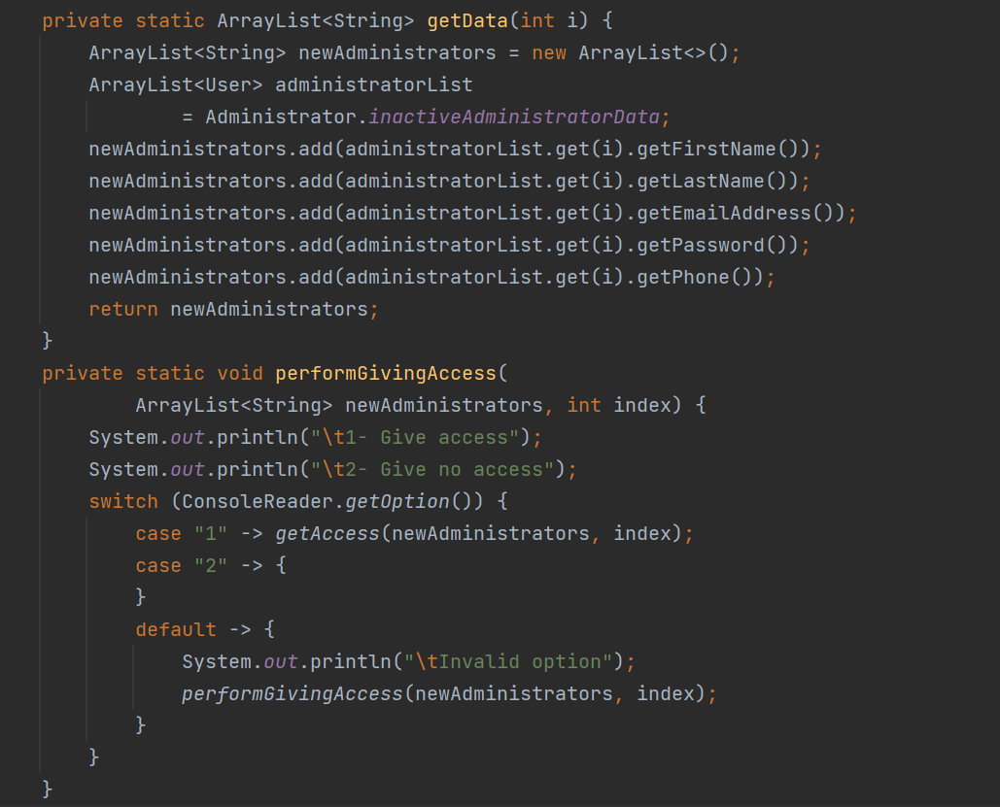 private static ArrayList<String> getData(int i) {
    ArrayList<String> newAdministrators = new ArrayList<>();
    ArrayList<User> administratorList
            = Administrator.inactiveAdministratorData;
    newAdministrators.add(administratorList.get(i).getFirstName());
    newAdministrators.add(administratorList.get(i).getLastName());
    newAdministrators.add(administratorList.get(i).getEmailAddress());
    newAdministrators.add(administratorList.get(i).getPassword());
    newAdministrators.add(administratorList.get(i).getPhone());
    return newAdministrators;
}
private static void performGivingAccess(
        ArrayList<String> newAdministrators, int index) {
    System.out.println("\t1- Give access");
    System.out.println("\t2- Give no access");
    switch (ConsoleReader.getOption()) {
        case "1" -> getAccess(newAdministrators, index);
        case "2" -> {
        }
        default -> {
            System.out.println("\tInvalid option");
            performGivingAccess(newAdministrators, index);
        }
    }
}